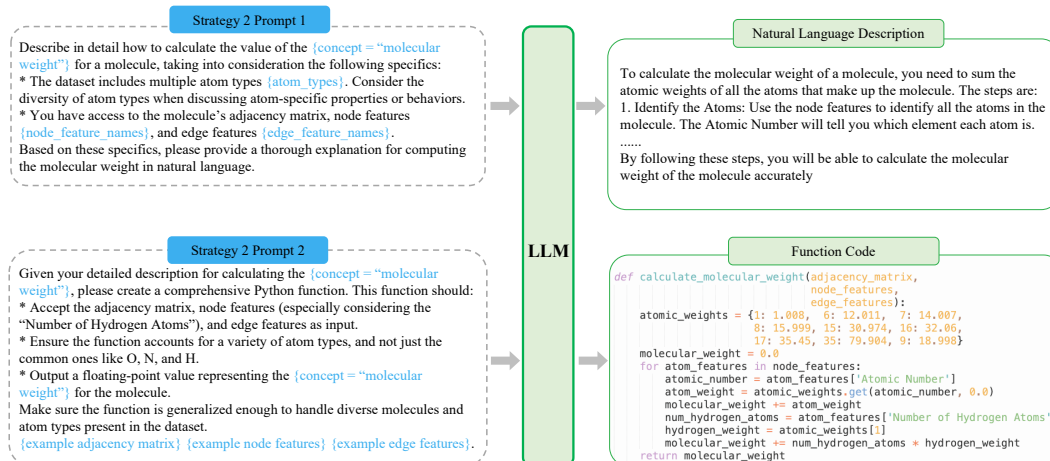 Strategy 2 Prompt 1
Describe in detail how to calculate the value of the {concept = “molecular
weight”} for a molecule, taking into consideration the following specifics:
* The dataset includes multiple atom types {atom_types}. Consider the
diversity of atom types when discussing atom-specific properties or behaviors.
* You have access to the molecule’s adjacency matrix, node features
{node_feature_names}, and edge features {edge_feature_names}.
Based on these specifics, please provide a thorough explanation for computing
the molecular weight in natural language.
Natural Language Description
To calculate the molecular weight of a molecule, you need to sum the
atomic weights of all the atoms that make up the molecule. The steps are:
1. Identify the Atoms: Use the node features to identify all the atoms in the
molecule. The Atomic Number will tell you which element each atom is.
......
By following these steps, you will be able to calculate the molecular
weight of the molecule accurately
LLM
Strategy 2 Prompt 2
Given your detailed description for calculating the {concept = “molecular
weight”}, please create a comprehensive Python function. This function should:
* Accept the adjacency matrix, node features (especially considering the
“Number of Hydrogen Atoms”), and edge features as input.
* Ensure the function accounts for a variety of atom types, and not just the
common ones like O, N, and H.
* Output a floating-point value representing the {concept = “molecular
weight”} for the molecule.
Make sure the function is generalized enough to handle diverse molecules and
atom types present in the dataset.
{example adjacency matrix} {example node features} {example edge features}.
Function Code
def calculate_molecular_weight(adjacency_matrix,
node_features,
edge_features):
atomic_weights = {1: 1.008, 6: 12.011, 7: 14.007,
8: 15.999, 15: 30.974, 16: 32.06,
17: 35.45, 35: 79.904, 9: 18.998}
molecular_weight = 0.0
for atom_features in node_features:
atomic_number = atom_features['Atomic Number']
atom_weight = atomic_weights.get(atomic_number, 0.0)
molecular_weight += atom_weight
num_hydrogen_atoms = atom_features['Number of Hydrogen Atoms'
hydrogen_weight = atomic_weights[1]
molecular_weight += num_hydrogen_atoms * hydrogen_weight
return molecular_weight